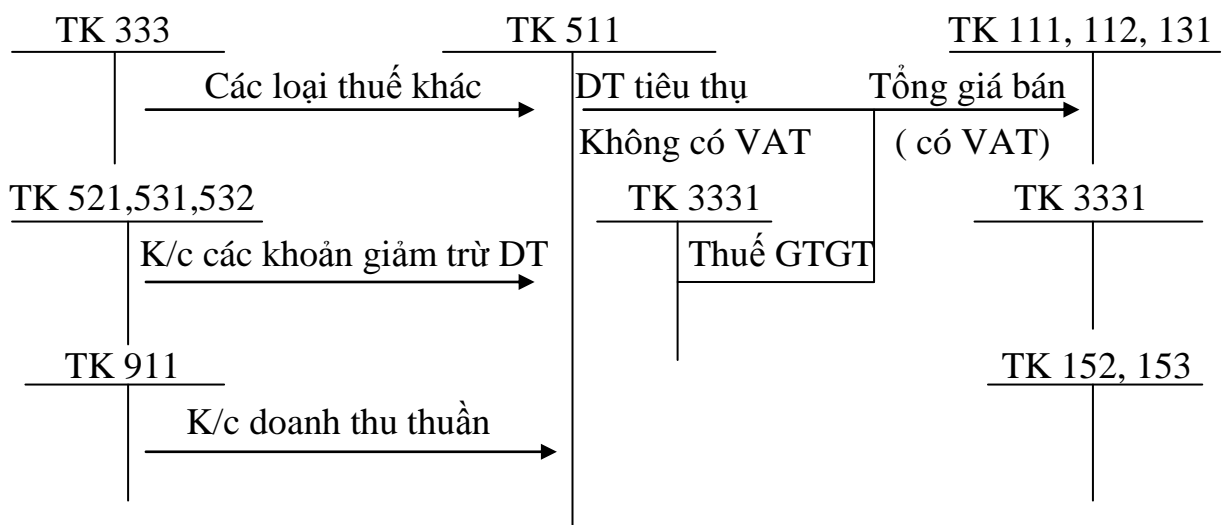 TK 333
TK 511
TK 111, 112, 131
Các loại thuế khác
DT tiêu thụ
Tổng giá bán
Không có VAT
( có VAT)
TK 521,531,532
TK 3331
TK 3331
K/c các khoản giảm trừ DT
Thuế GTGT
TK 911
TK 152, 153
K/c doanh thu thuần